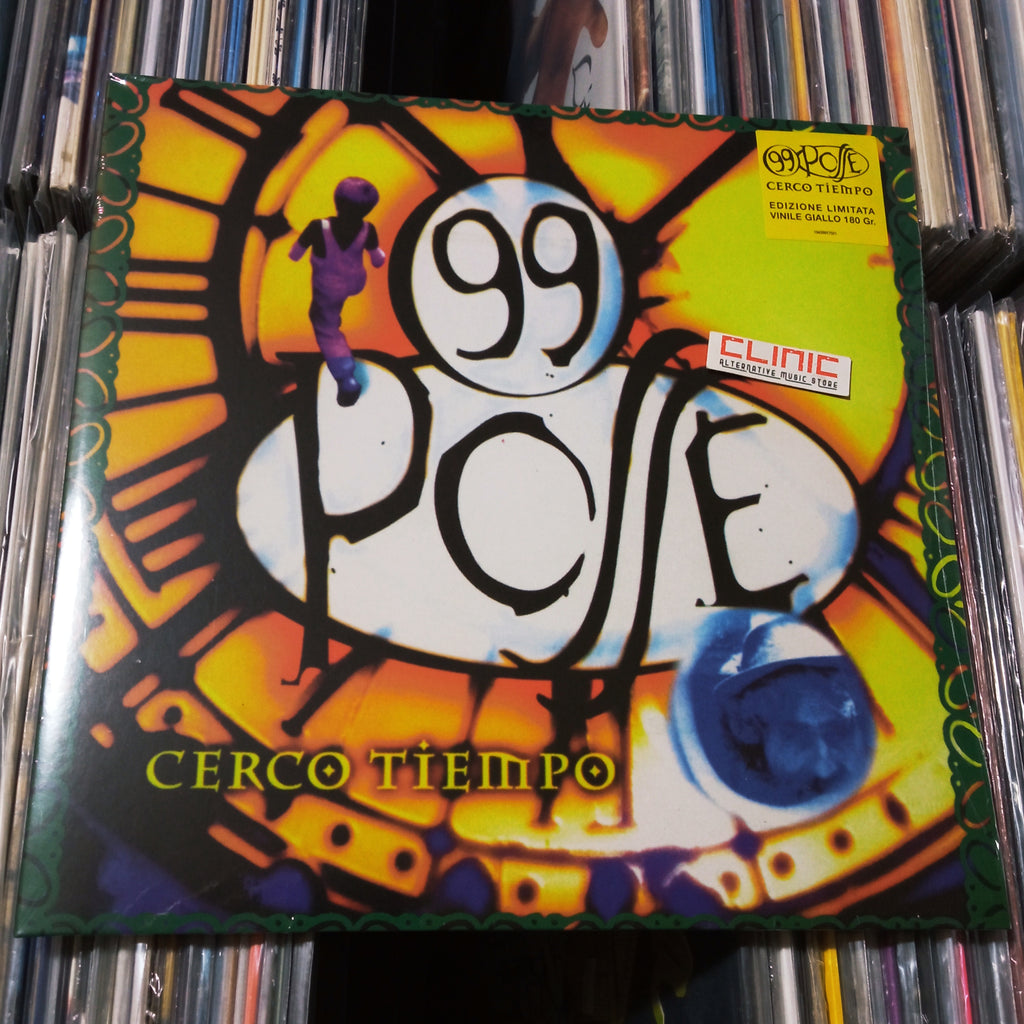 99 POSSE
CERCO TIEMPO
EDIZIONE LIMITATA
VINILE GIALLO 180 Gr.
99
CLINIC
ALTERNATIVE MUSIC STORE
POSSE
CERCO TIEMPO